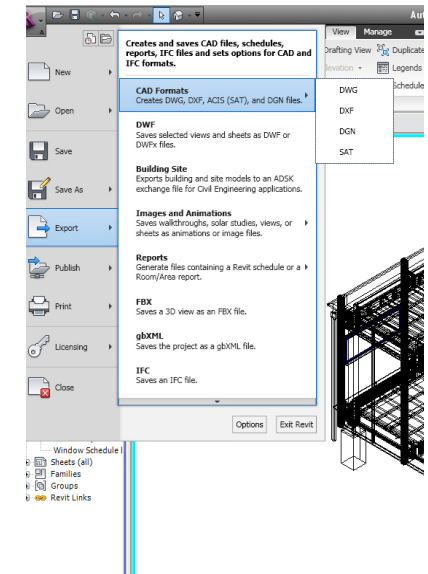 Aut
View Manage
Creates and saves CAD files, schedules,
reports, IFC files and sets options for CAD and
IFC formats.
Drafting View Duplicate
Legends
Schedule
New
Open
Save
Save As
Export
Publish
Print
Licensing
Close
CAD Formats
Creates DWG, DXF, ACIS (SAT), and DGN files.
DWG
DXF
DGN
SAT
DWF
Saves selected views and sheets as DWF or
DWFx files.
Building Site
Exports building and site models to an ADSK
exchange file for Civil Engineering applications.
Images and Animations
Saves walkthroughs, solar studies, views, or
sheets as animations or image files.
Reports
Generate files containing a Revit schedule or a
Room/Area report.
FBX
Saves a 3D view as an FBX file.
gbXML
Saves the project as a gbXML file.
IFC
Saves an IFC file.
Options Exit Revit
Window Schedule
Sheets (all)
Families
Groups
Revit Links